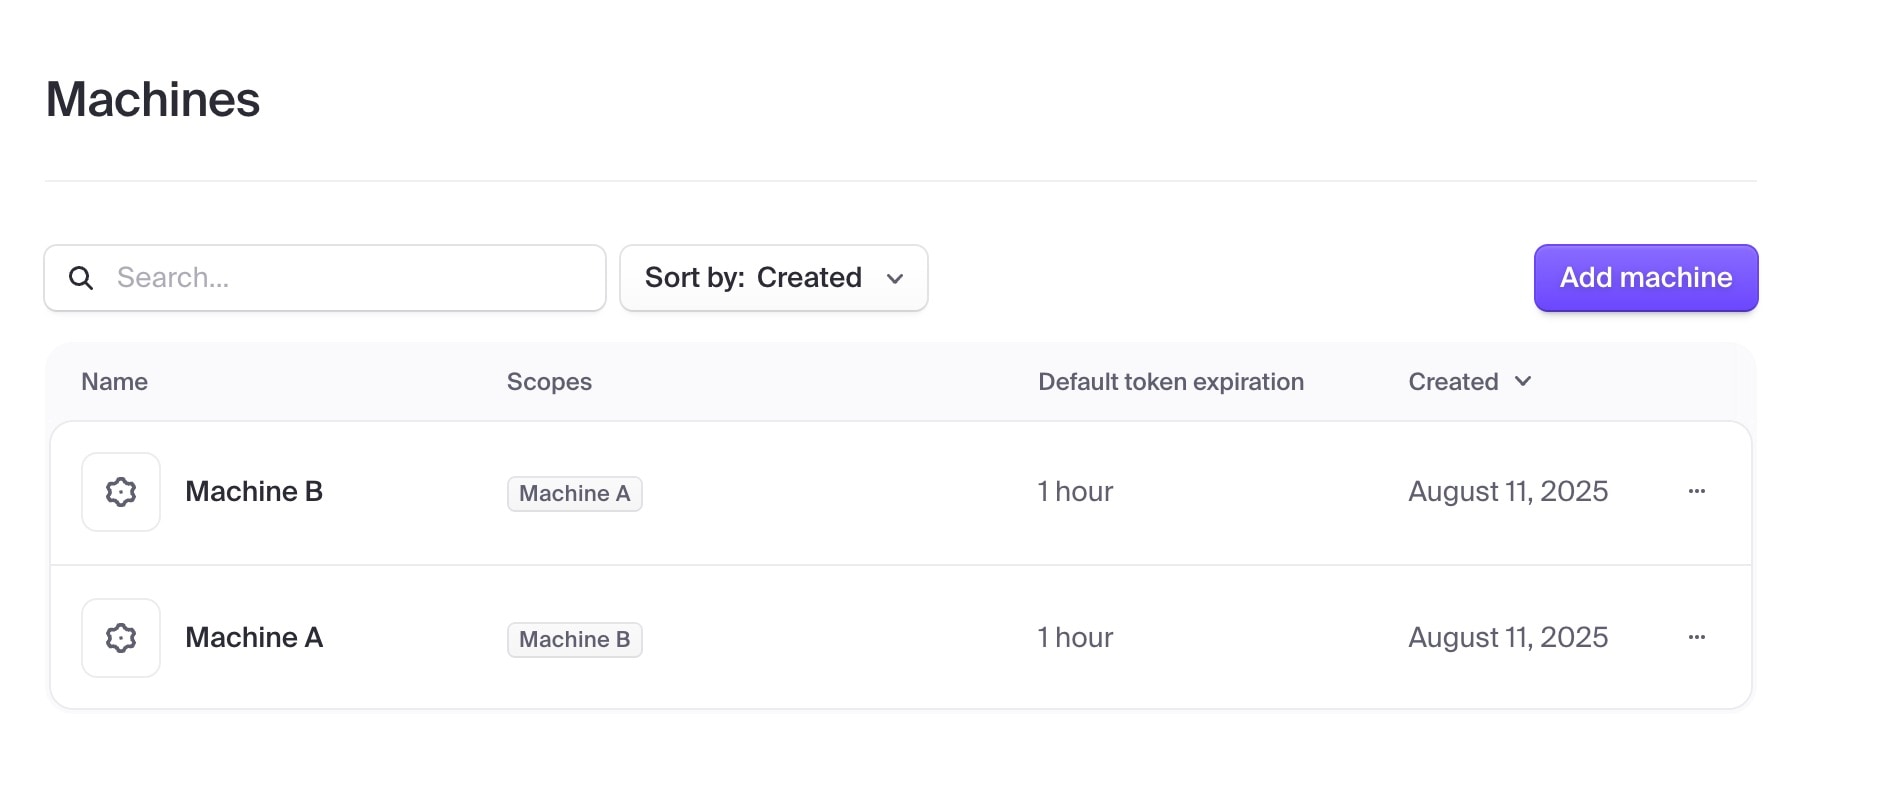 Machines
Search...
Sort by: Created
Add machine
Name Scopes Default token expiration Created
Machine B Machine A 1 hour August 11, 2025 ...
Machine A Machine B 1 hour August 11, 2025 ...